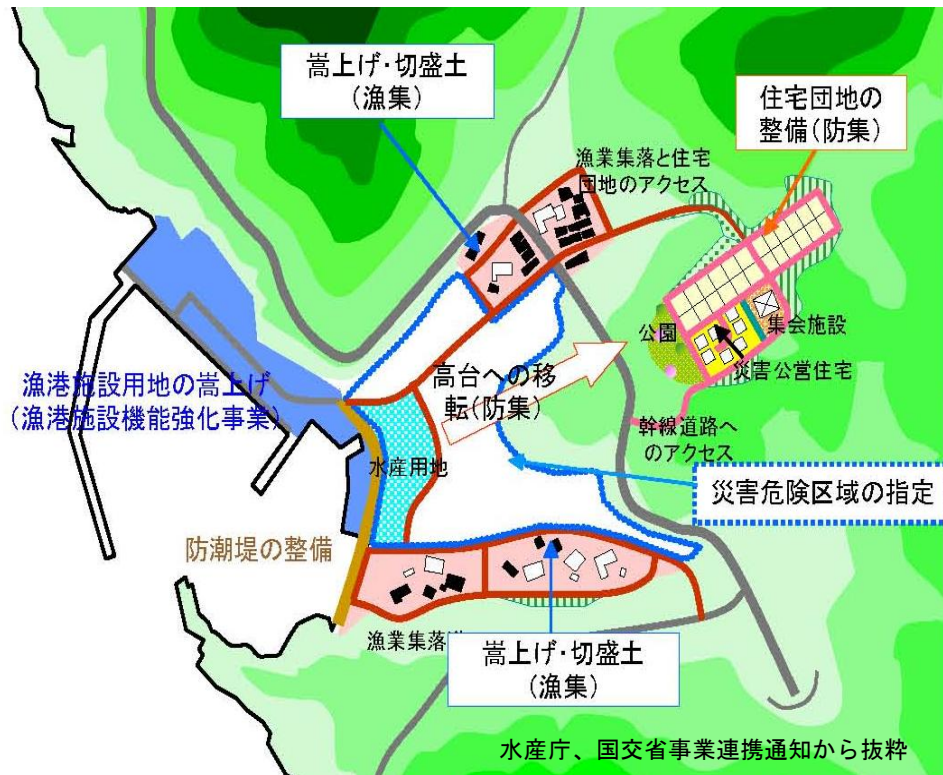 嵩上げ・切盛土
(漁集)
住宅団地の
整備(防集)
漁業集落と住宅
団地のアクセス
公園
集会施設
災害公営住宅
高台への移
転(防集)
漁港施設用地の嵩上げ
(漁港施設機能強化事業)
幹線道路へ
のアクセス
水産用地
災害危険区域の指定
防潮堤の整備
漁業集落
嵩上げ・切盛土
(漁集)
水産庁、国交省事業連携通知から抜粋